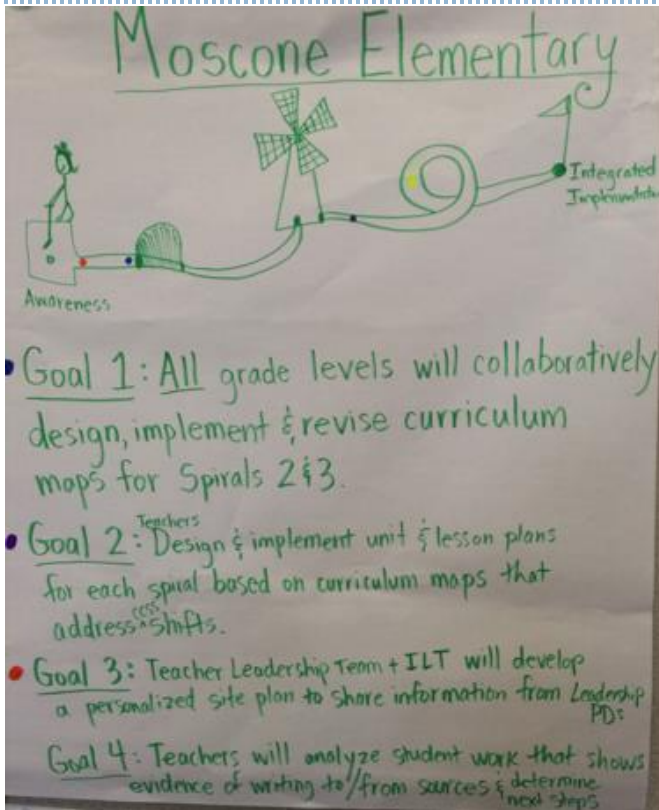 Moscone Elementary
Integrated
Awareness
Goal 1: All grade levels will collaboratively
design, implement & revise curriculum
maps for Spirals 2 & 3.
Goal 2: Teachers Design & implement unit & lesson plans
for each spiral based on curriculum maps that
address CCSS shifts.
Goal 3: Teacher Leadership Team + ILT will develop
a personalized site plan to share information from Leadership
PDs
Goal 4: Teachers will analyze student work that shows
evidence of writing to/from sources & determine
next steps